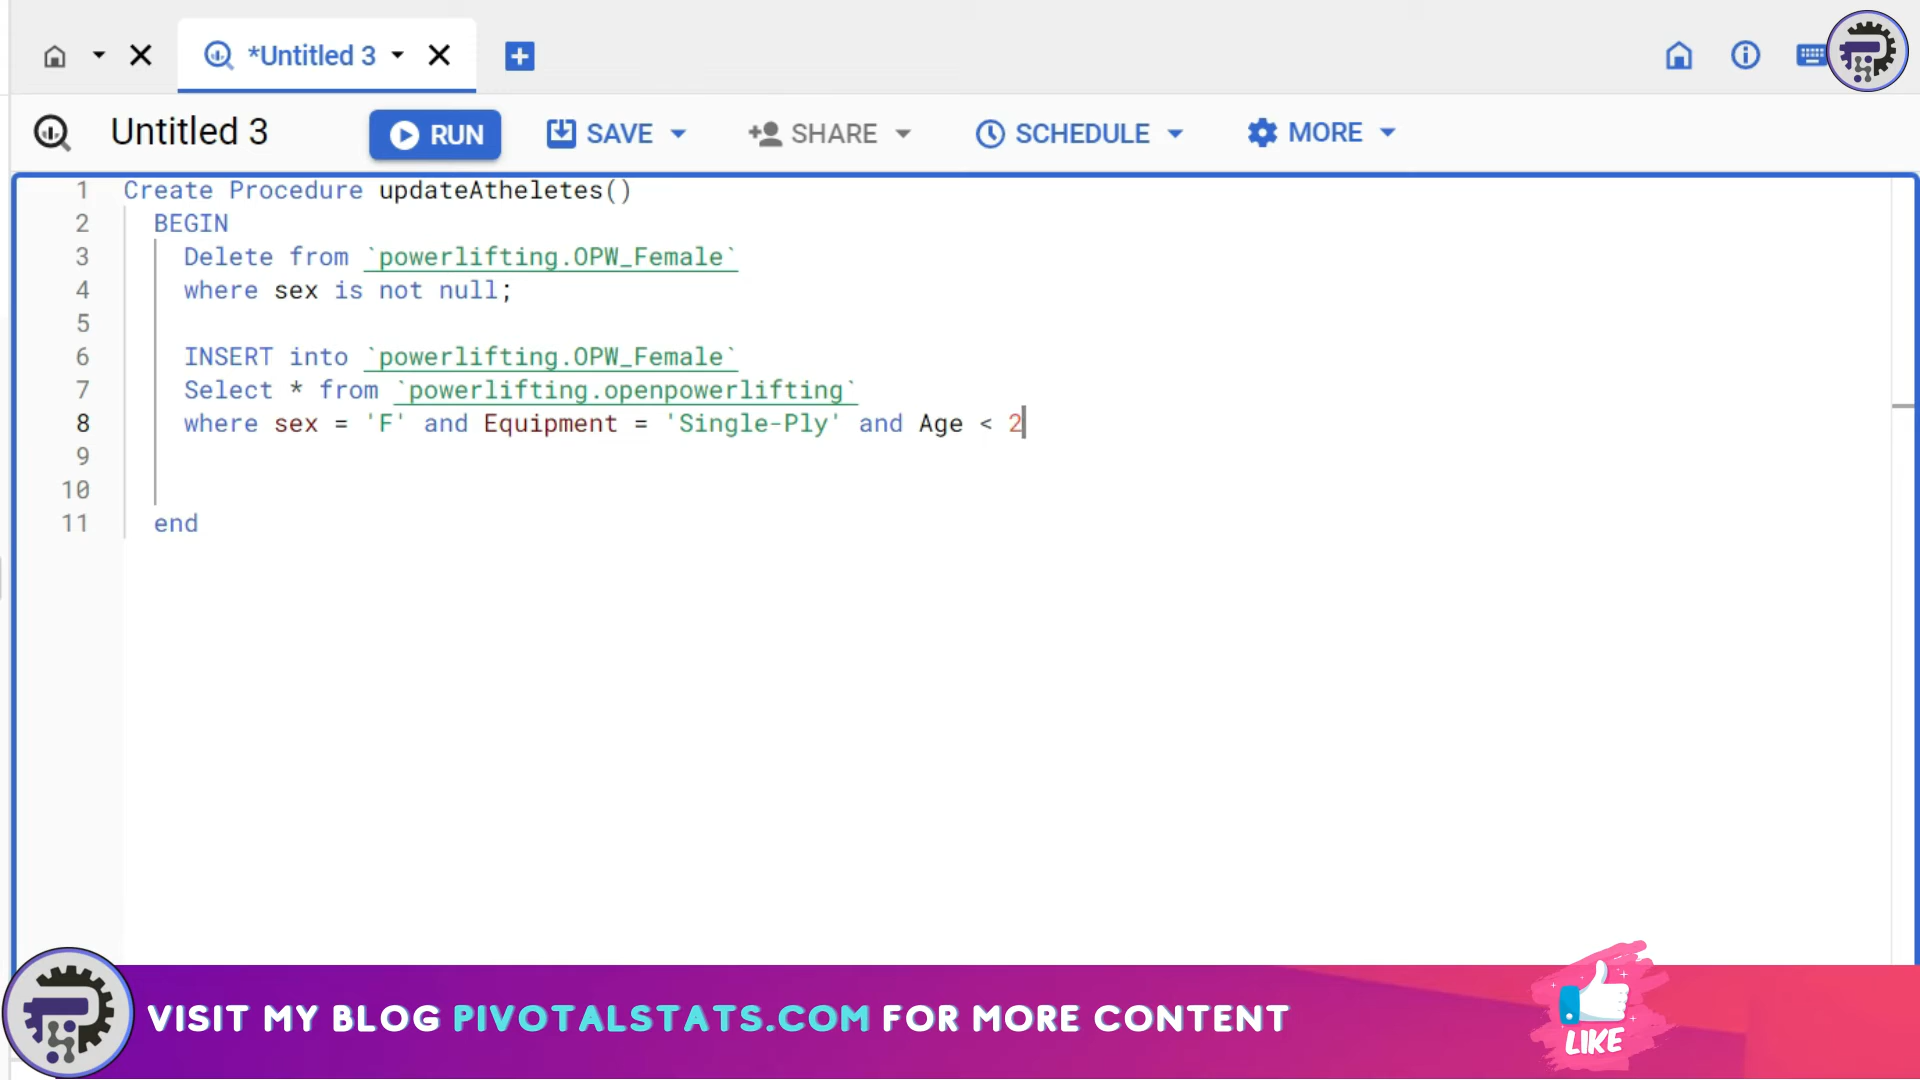 *Untitled 3
Untitled 3 RUN SAVE SHARE SCHEDULE MORE
1 Create Procedure updateAtheletes()
2 BEGIN
3 Delete from `powerlifting.OPW_Female`
4 where sex is not null;
5
6 INSERT into `powerlifting.OPW_Female`
7 Select * from `powerlifting.openpowerlifting`
8 where sex = 'F' and Equipment = 'Single-Ply' and Age < 2
9
10
11 end
VISIT MY BLOG PIVOTALSTATS.COM FOR MORE CONTENT
LIKE